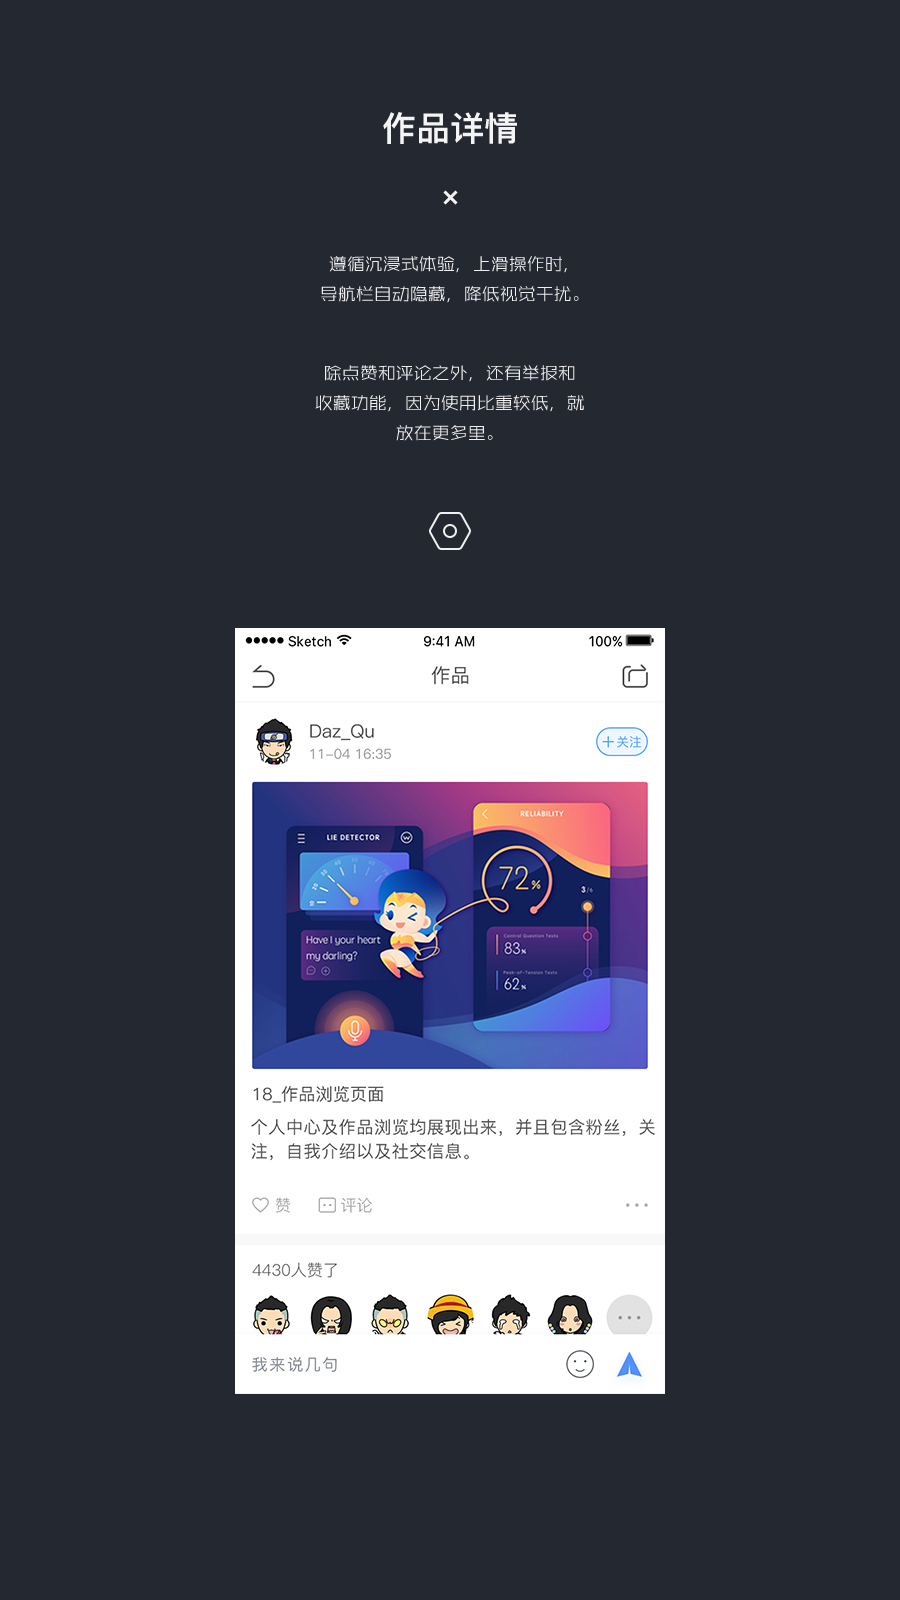 作品详情
×
遵循沉浸式体验，上滑操作时，
导航栏自动隐藏，降低视觉干扰。
除点赞和评论之外，还有举报和
收藏功能，因为使用比重较低，就
放在更多里。
Sketch 9:41 AM 100%
作品
Daz_Qu
11-04 16:35
+关注
LIE DETECTOR
Have I your heart
my darling?
RELIABILITY
72%
3/6
Control Question Tests
83%
Peak-of-Tension Tests
62%
18_作品浏览页面
个人中心及作品浏览均展现出来，并且包含粉丝，关
注，自我介绍以及社交信息。
赞 评论
4430人赞了
我来说几句